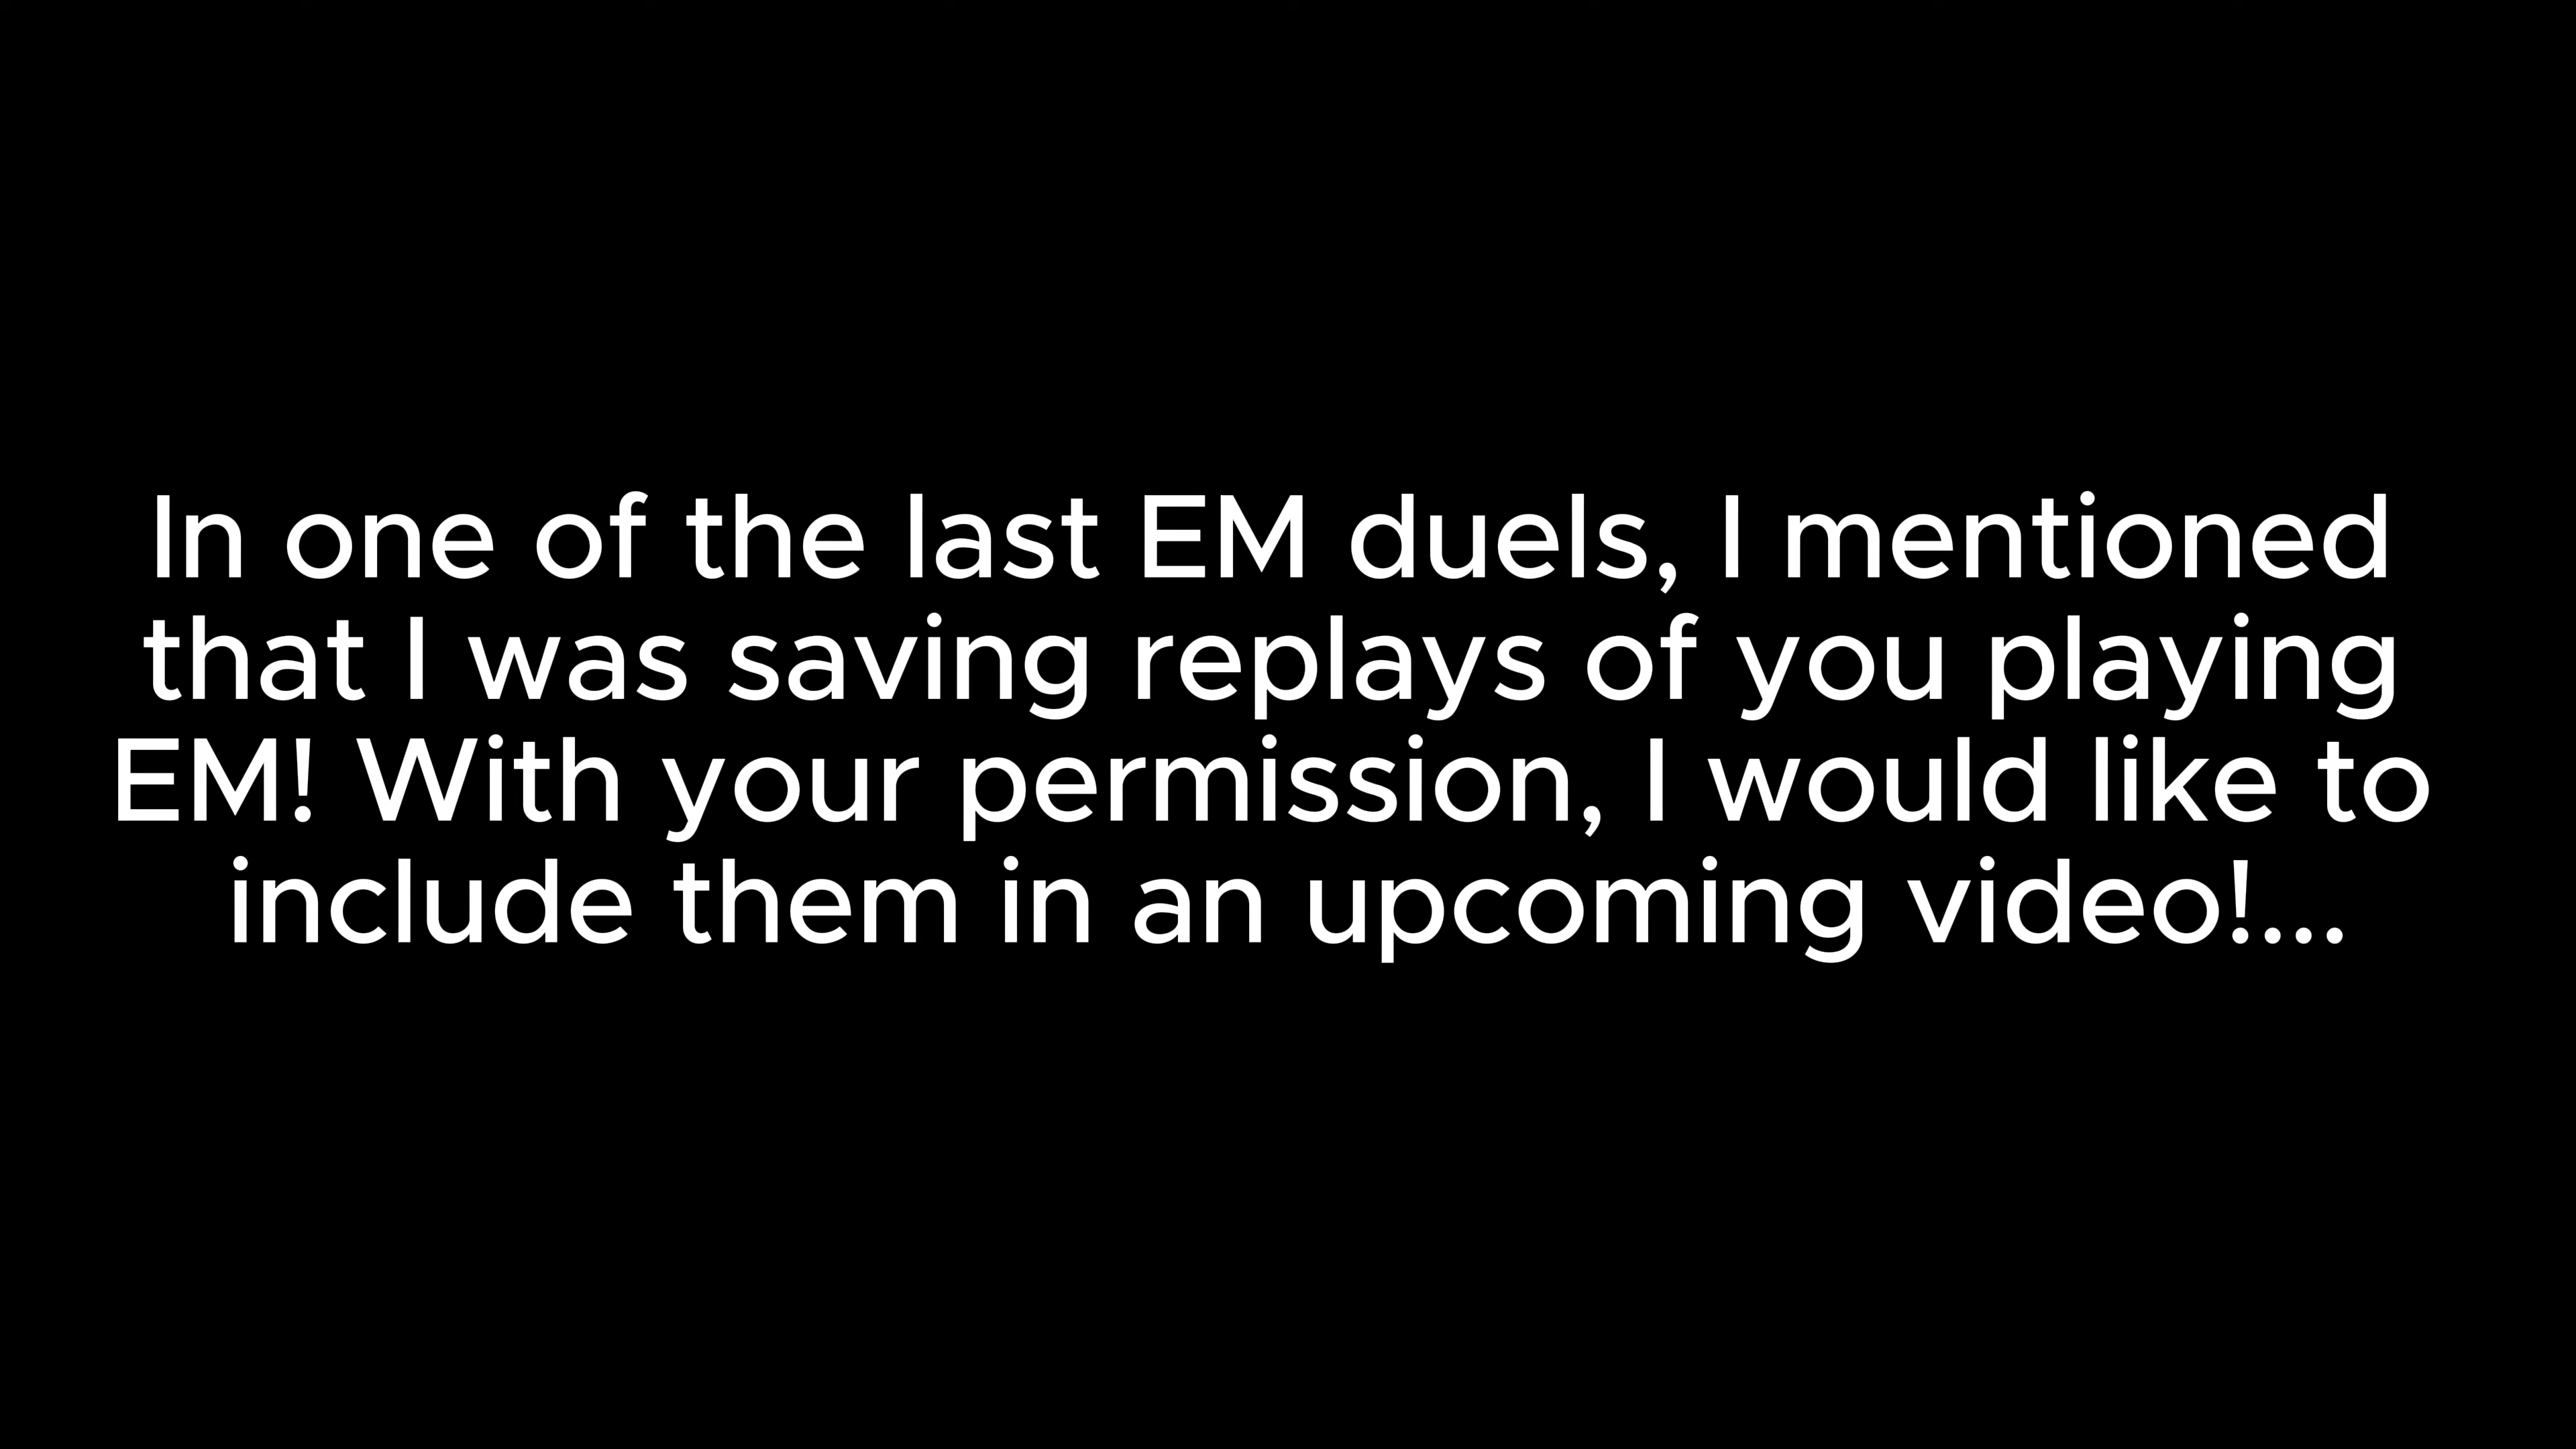 In one of the last EM duels, I mentioned
that I was saving replays of you playing
EM! With your permission, I would like to
include them in an upcoming video!...